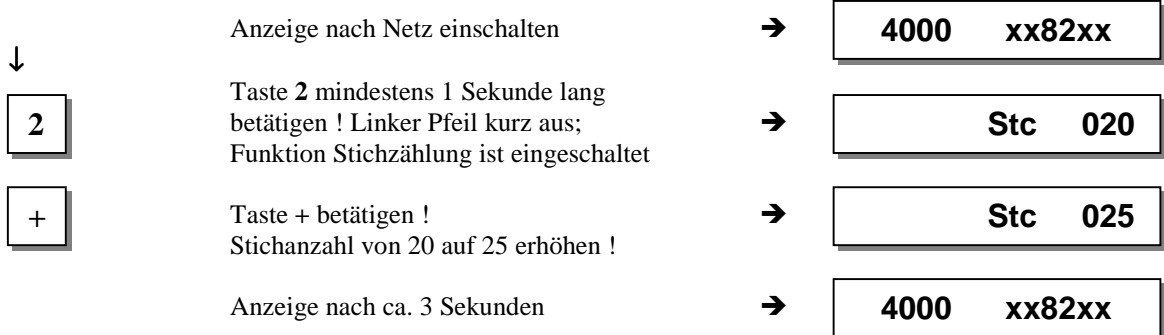 Anzeige nach Netz einschalten ➔ 4000 xx82xx
↓
2 Taste 2 mindestens 1 Sekunde lang
betätigen ! Linker Pfeil kurz aus; ➔ Stc 020
Funktion Stichzählung ist eingeschaltet
+ Taste + betätigen ! ➔ Stc 025
Stichanzahl von 20 auf 25 erhöhen !
Anzeige nach ca. 3 Sekunden ➔ 4000 xx82xx